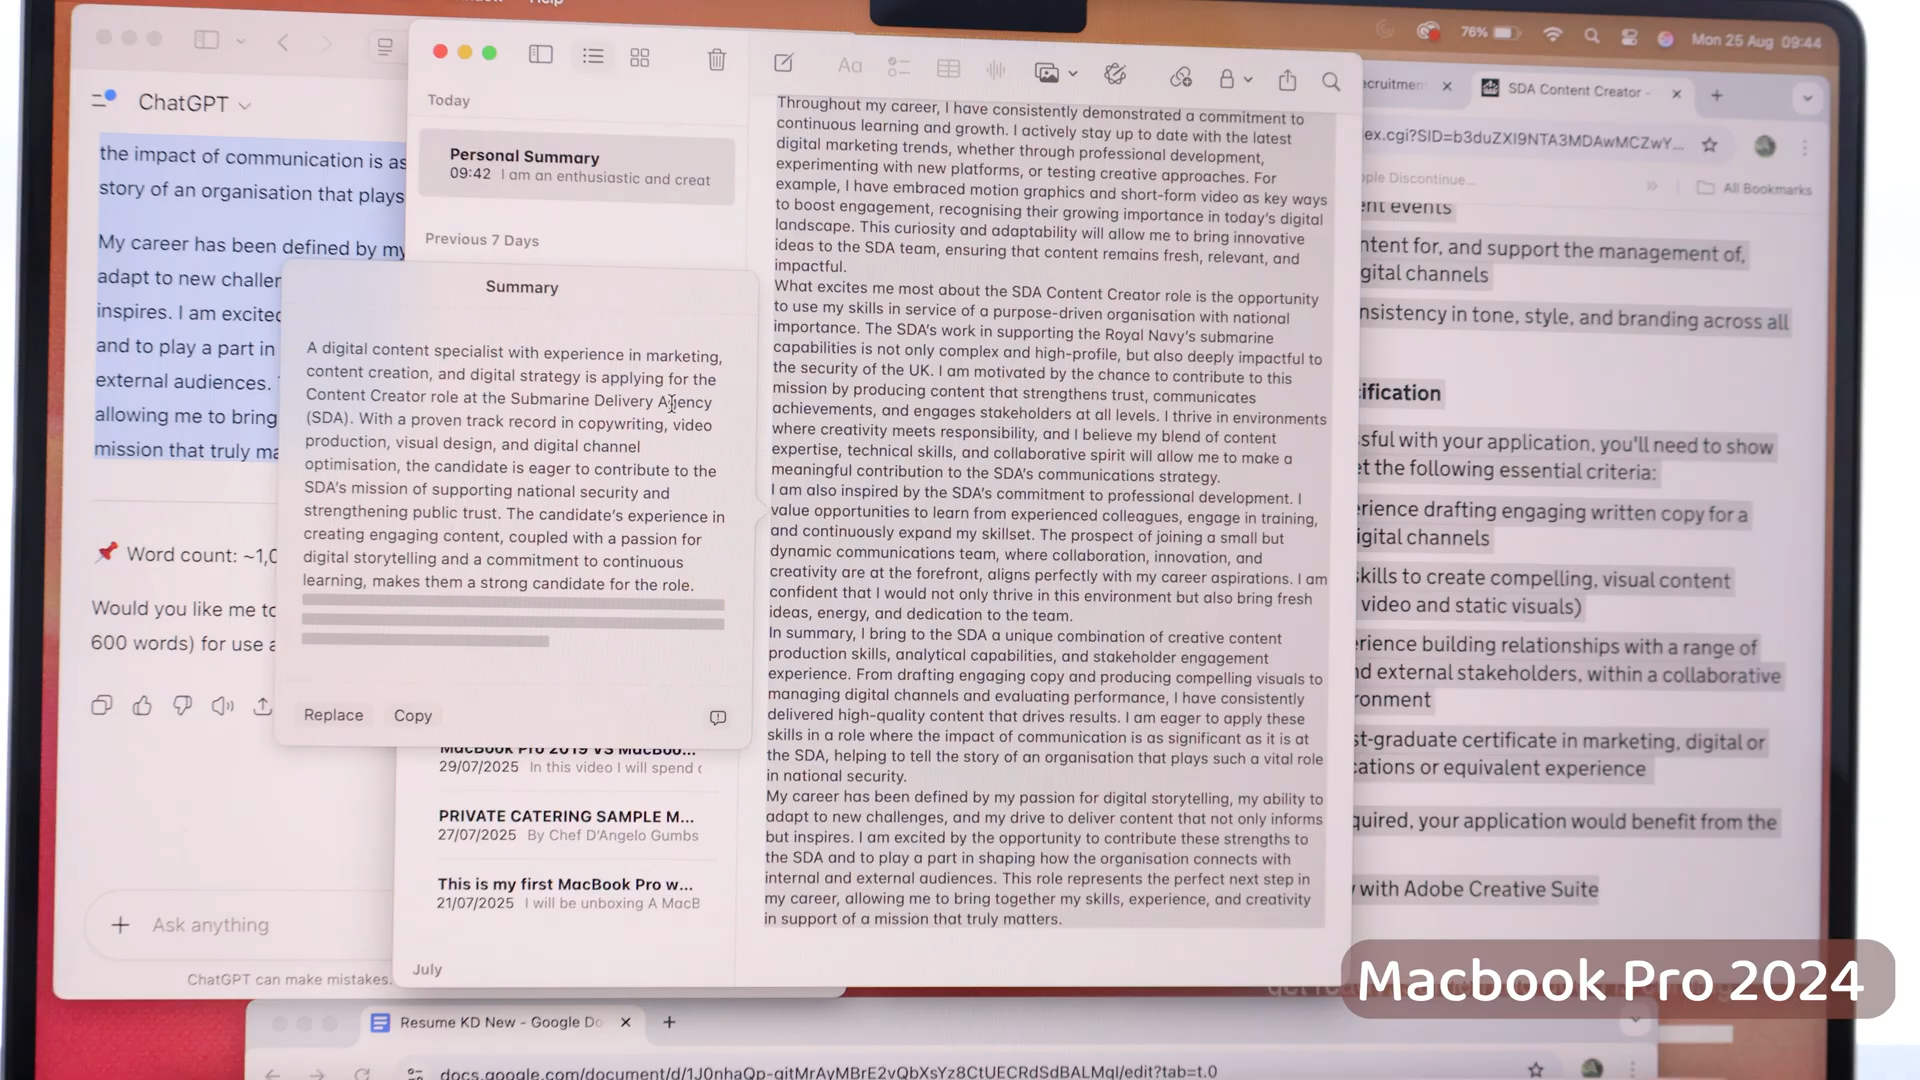 Help
76%
Mon 25 Aug 09:44
ChatGPT
the impact of communication is as
story of an organisation that plays
My career has been defined by my
adapt to new challen
inspires. I am excited
and to play a part in
external audiences.
allowing me to bring
mission that truly ma
Word count: ~1,0
Would you like me to
600 words) for use a
Ask anything
ChatGPT can make mistakes.
Today
Personal Summary
09:42 I am an enthusiastic and creat
Previous 7 Days
Summary
A digital content specialist with experience in marketing,
content creation, and digital strategy is applying for the
Content Creator role at the Submarine Delivery Agency
(SDA). With a proven track record in copywriting, video
production, visual design, and digital channel
optimisation, the candidate is eager to contribute to the
SDA's mission of supporting national security and
strengthening public trust. The candidate's experience in
creating engaging content, coupled with a passion for
digital storytelling and a commitment to continuous
learning, makes them a strong candidate for the role.
Replace Copy
MacBook Pro 2019 VS MacBoo...
29/07/2025 In this video I will spend
PRIVATE CATERING SAMPLE M...
27/07/2025 By Chef D'Angelo Gumbs
This is my first MacBook Pro w...
21/07/2025 I will be unboxing A MacB
July
Aa
Throughout my career, I have consistently demonstrated a commitment to
continuous learning and growth. I actively stay up to date with the latest
digital marketing trends, whether through professional development,
experimenting with new platforms, or testing creative approaches. For
example, I have embraced motion graphics and short-form video as key ways
to boost engagement, recognising their growing importance in today's digital
landscape. This curiosity and adaptability will allow me to bring innovative
ideas to the SDA team, ensuring that content remains fresh, relevant, and
impactful.
What excites me most about the SDA Content Creator role is the opportunity
to use my skills in service of a purpose-driven organisation with national
importance. The SDA's work in supporting the Royal Navy's submarine
capabilities is not only complex and high-profile, but also deeply impactful to
the security of the UK. I am motivated by the chance to contribute to this
mission by producing content that strengthens trust, communicates
achievements, and engages stakeholders at all levels. I thrive in environments
where creativity meets responsibility, and I believe my blend of content
expertise, technical skills, and collaborative spirit will allow me to make a
meaningful contribution to the SDA's communications strategy.
I am also inspired by the SDA's commitment to professional development. I
value opportunities to learn from experienced colleagues, engage in training,
and continuously expand my skillset. The prospect of joining a small but
dynamic communications team, where collaboration, innovation, and
creativity are at the forefront, aligns perfectly with my career aspirations. I am
confident that I would not only thrive in this environment but also bring fresh
ideas, energy, and dedication to the team.
In summary, I bring to the SDA a unique combination of creative content
production skills, analytical capabilities, and stakeholder engagement
experience. From drafting engaging copy and producing compelling visuals to
managing digital channels and evaluating performance, I have consistently
delivered high-quality content that drives results. I am eager to apply these
skills in a role where the impact of communication is as significant as it is at
the SDA, helping to tell the story of an organisation that plays such a vital role
in national security.
My career has been defined by my passion for digital storytelling, my ability to
adapt to new challenges, and my drive to deliver content that not only informs
but inspires. I am excited by the opportunity to contribute these strengths to
the SDA and to play a part in shaping how the organisation connects with
internal and external audiences. This role represents the perfect next step in
my career, allowing me to bring together my skills, experience, and creativity
in support of a mission that truly matters.
ecruitmen
SDA Content Creator -
ex.cgi?SID=b3duZXI9NTA3MDAwMCZwY...
ple Discontinue...
All Bookmarks
ent events
ntent for, and support the management of,
gital channels
nsistency in tone, style, and branding across all
ification
sful with your application, you'll need to show
et the following essential criteria:
rience drafting engaging written copy for a
igital channels
skills to create compelling, visual content
video and static visuals)
rience building relationships with a range of
nd external stakeholders, within a collaborative
ronment
st-graduate certificate in marketing, digital or
cations or equivalent experience
quired, your application would benefit from the
with Adobe Creative Suite
Macbook Pro 2024
Resume KD New - Google Do
docs.google.com/document/d/1J0nhaQp-gitMrAyMBrE2vQbXsYz8CtUECRdSdBALMqI/edit?tab=t.0